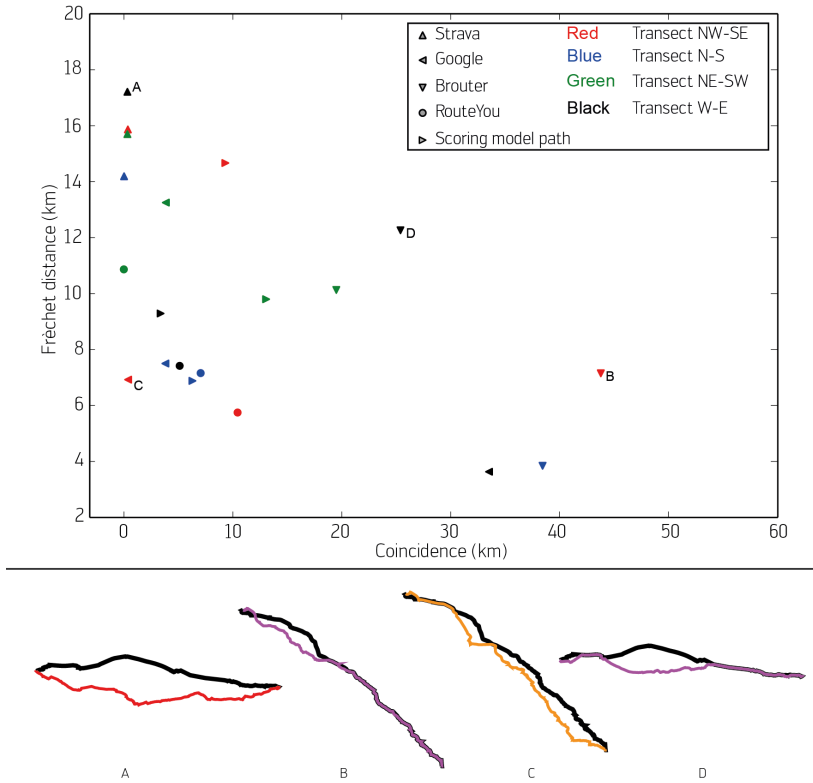 20
18
16
14
12
10
8
6
4
2
Frèchet distance (km)
0
10
20
30
40
50
60
Coincidence (km)
Strava
Google
Brouter
RouteYou
Scoring model path
Red Transect NW-SE
Blue Transect N-S
Green Transect NE-SW
Black Transect W-E
A
D
B
C
A
B
C
D